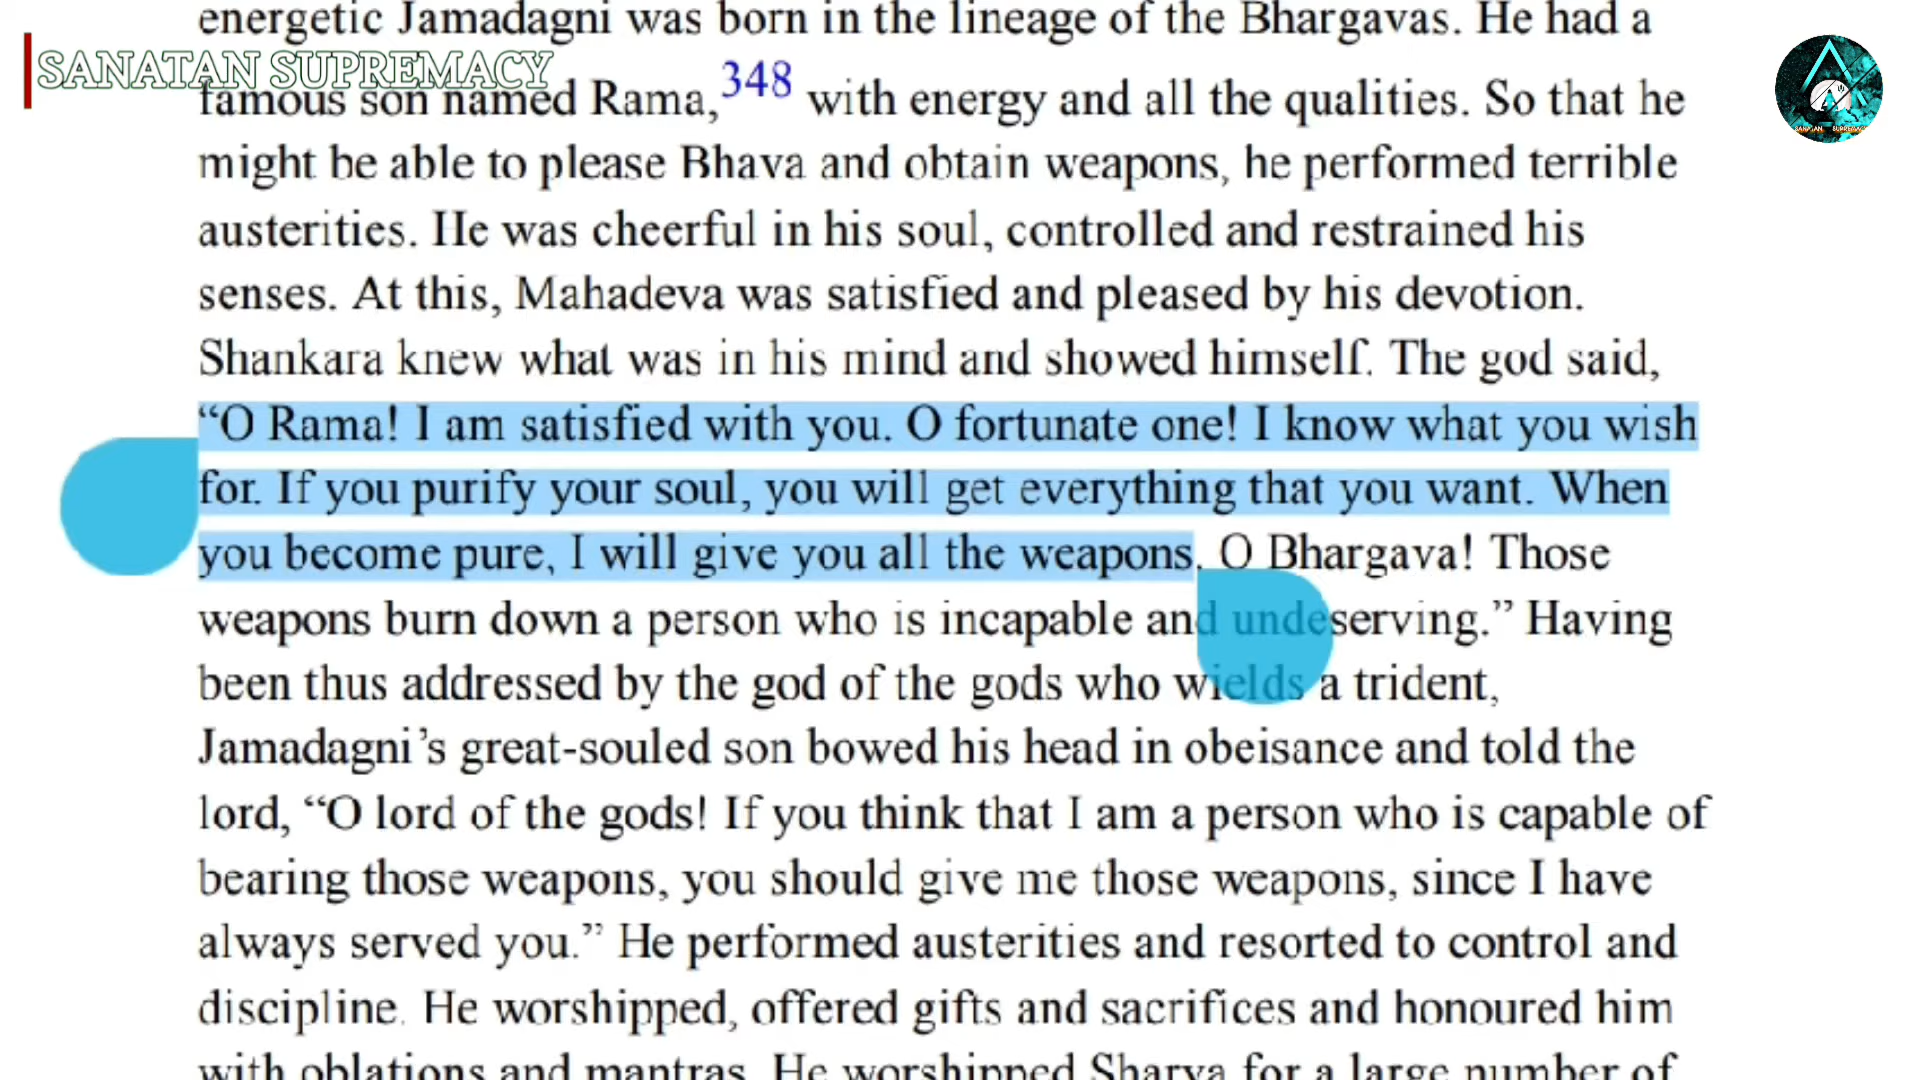 energetic Jamadagni was born in the lineage of the Bhargavas. He had a
SANATAN SUPREMACY
famous son named Rama,348 with energy and all the qualities. So that he
might be able to please Bhava and obtain weapons, he performed terrible
austerities. He was cheerful in his soul, controlled and restrained his
senses. At this, Mahadeva was satisfied and pleased by his devotion.
Shankara knew what was in his mind and showed himself. The god said,
“O Rama! I am satisfied with you. O fortunate one! I know what you wish
for. If you purify your soul, you will get everything that you want. When
you become pure, I will give you all the weapons. O Bhargava! Those
weapons burn down a person who is incapable and undeserving.” Having
been thus addressed by the god of the gods who wields a trident,
Jamadagni’s great-souled son bowed his head in obeisance and told the
lord, “O lord of the gods! If you think that I am a person who is capable of
bearing those weapons, you should give me those weapons, since I have
always served you.” He performed austerities and resorted to control and
discipline. He worshipped, offered gifts and sacrifices and honoured him
with oblations and mantras. He worshipped Sharva for a large number of